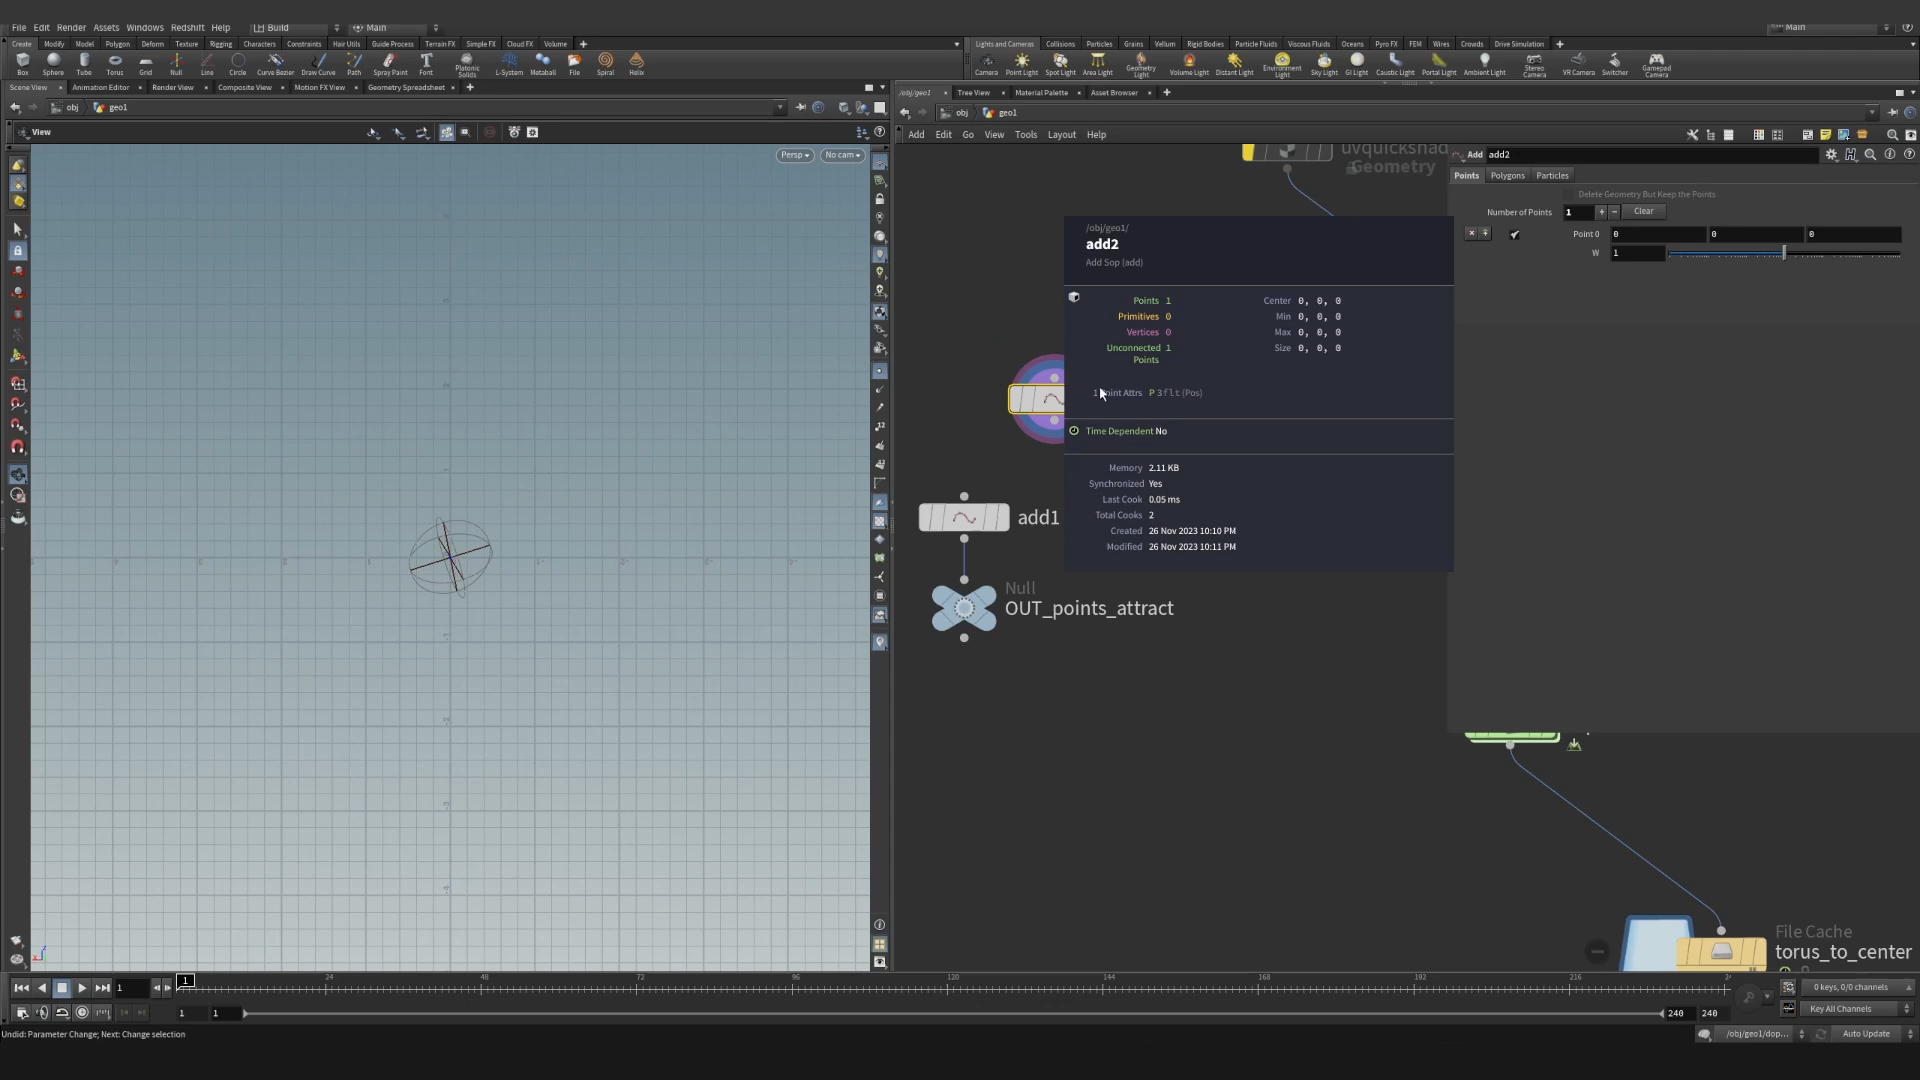 File Edit Render Assets Windows Redshift Help Build Main Main
Create Modify Model Polygon Deform Texture Rigging Characters Constraints Hair Utils Guide Process Terrain FX Simple FX Cloud FX Volume
Lights and Cameras Collisions Particles Grains Vellum Rigid Bodies Particle Fluids Viscous Fluids Oceans Pyro FX FEM Wires Crowds Drive Simulation
Box Sphere Tube Torus Grid Null Line Circle Curve Bezier Draw Curve Path Spray Paint Font Platonic Solids L-System Metaball File Spiral Helix
Camera Point Light Spot Light Area Light Geometry Light Volume Light Distant Light Environment Light Sky Light GI Light Caustic Light Portal Light Ambient Light Stereo Camera VR Camera Switcher Gamepad Camera
Scene View Animation Editor Render View Composite View Motion FX View Geometry Spreadsheet
/obj/geo1 Tree View Material Palette Asset Browser
obj geo1
obj geo1
View
Add Edit Go View Tools Layout Help
Persp No cam
uvquickshad
Geometry
Add add2
Points Polygons Particles
Delete Geometry But Keep the Points
Number of Points 1 Clear
Point 0 0 0 0
W 1
/obj/geo1/
add2
Add Sop (add)
Points 1 Center 0, 0, 0
Primitives 0 Min 0, 0, 0
Vertices 0 Max 0, 0, 0
Unconnected 1 Size 0, 0, 0
Points
oint Attrs P 3flt (Pos)
Time Dependent No
Memory 2.11 KB
Synchronized Yes
Last Cook 0.05 ms
Total Cooks 2
Created 26 Nov 2023 10:10 PM
Modified 26 Nov 2023 10:11 PM
add1
Null
OUT_points_attract
File Cache
torus_to_center
1 24 48 72 96 120 144 168 192 216
1
0 keys, 0/0 channels
1 1 240 240
Key All Channels
Undid: Parameter Change; Next: Change selection
/obj/geo1/dop... Auto Update